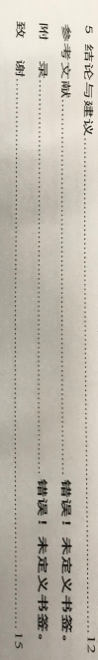 5 结论与建议........................12
参考文献........................错误！未定义书签。
附 录........................错误！未定义书签。
致 谢........................15